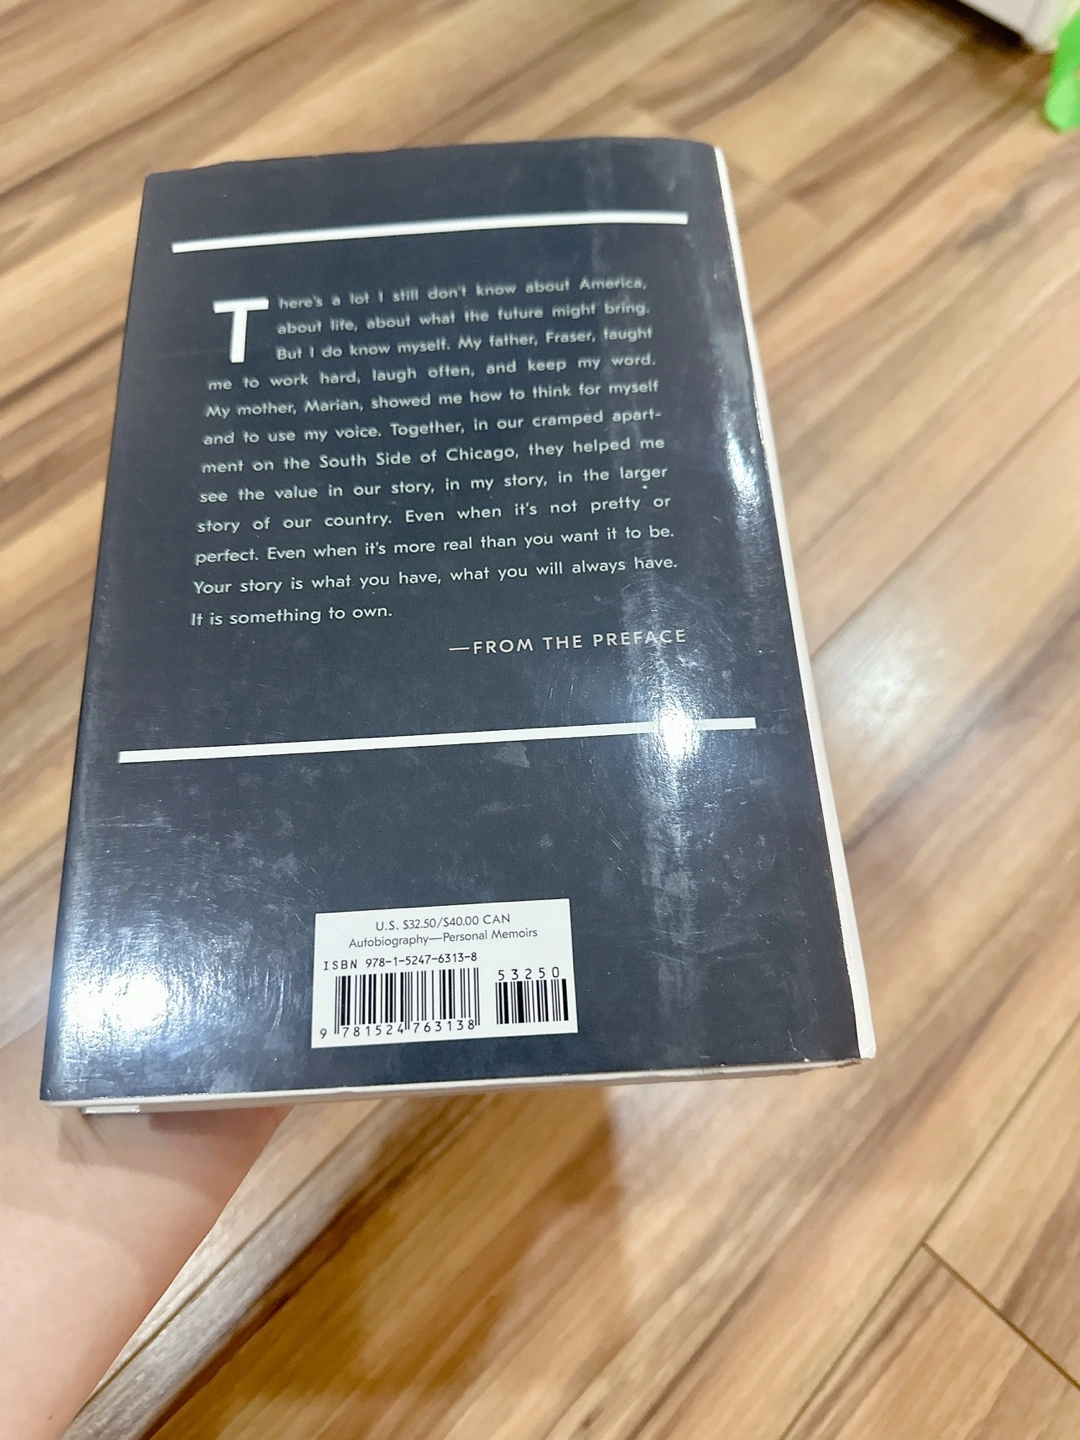 There's a lot I still don't know about America,
about life, about what the future might bring.
But I do know myself. My father, Fraser, taught
me to work hard, laugh often, and keep my word.
My mother, Marian, showed me how to think for myself
and to use my voice. Together, in our cramped apart-
ment on the South Side of Chicago, they helped me
see the value in our story, in my story, in the larger
story of our country. Even when it's not pretty or
perfect. Even when it's more real than you want it to be.
Your story is what you have, what you will always have.
It is something to own.
—FROM THE PREFACE
U.S. $32.50/$40.00 CAN
Autobiography—Personal Memoirs
ISBN 978-1-5247-6313-8
53250
9 781524 763138